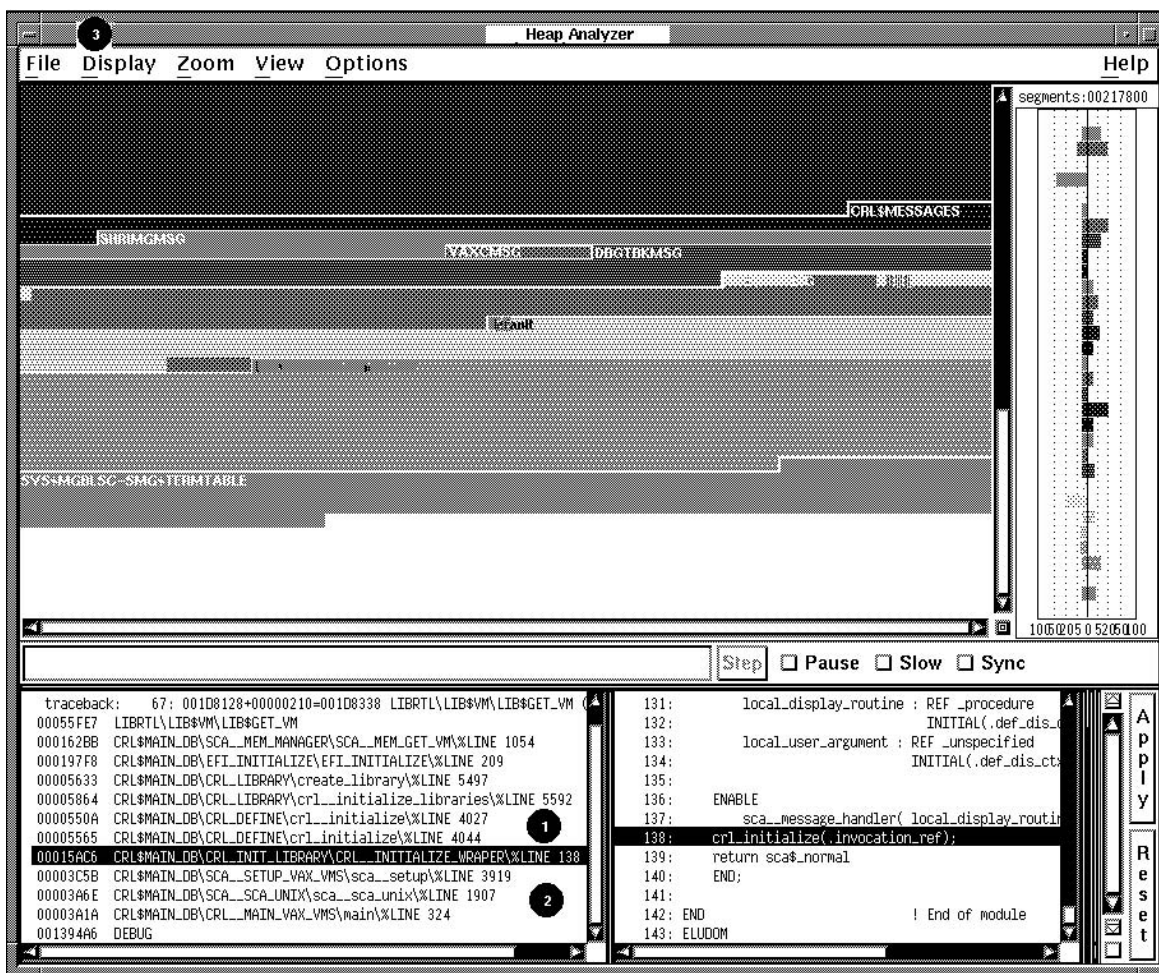 3
Heap Analyzer
File Display Zoom View Options Help
segments:00217800
CRL$MESSAGES
SHRIMGMSG
VAXCMSG DBGTBKMSG
SYS+MGBLSC-SMG+TERMTABLE
Step Pause Slow Sync
traceback: 67: 001D8128+00000210=001D8338 LIBRTL\LIB$VM\LIB$GET_VM (
00055FE7 LIBRTL\LIB$VM\LIB$GET_VM
000162BB CRL$MAIN_DB\SCA__MEM_MANAGER\SCA__MEM_GET_VM\%LINE 1054
000197F8 CRL$MAIN_DB\EFI_INITIALIZE\EFI_INITIALIZE\%LINE 209
00005633 CRL$MAIN_DB\CRL_LIBRARY\create_library\%LINE 5497
00005864 CRL$MAIN_DB\CRL_LIBRARY\crl__initialize_libraries\%LINE 5592
0000550A CRL$MAIN_DB\CRL_DEFINE\crl__initialize\%LINE 4027
00005565 CRL$MAIN_DB\CRL_DEFINE\crl__initialize\%LINE 4044
1
00015AC6 CRL$MAIN_DB\CRL_INIT_LIBRARY\CRL__INITIALIZE_WRAPER\%LINE 138
00003C5B CRL$MAIN_DB\SCA__SETUP_VAX_VMS\sca__setup\%LINE 3919
00003A6E CRL$MAIN_DB\SCA__SCA_UNIX\sca__sca_unix\%LINE 1907
2
00003A1A CRL$MAIN_DB\CRL__MAIN_VAX_VMS\main\%LINE 324
001394A6 DEBUG
131: local_display_routine : REF _procedure
132: INITIAL(.def_dis_
133: local_user_argument : REF _unspecified
134: INITIAL(.def_dis_ct
135:
136: ENABLE
137: sca__message_handler( local_display_routin
138: crl_initialize(.invocation_ref);
139: return sca$_normal
140: END;
141:
142: END ! End of module
143: ELUDOM
Apply
Reset